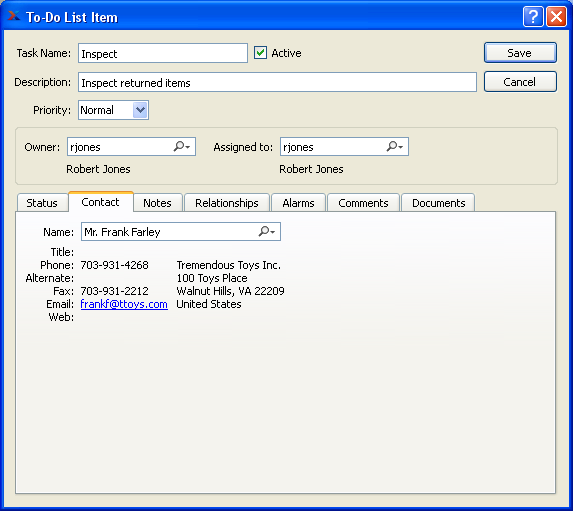 To-Do List Item
Task Name: Inspect Active Save
Description: Inspect returned items Cancel
Priority: Normal
Owner: rjones Assigned to: rjones
Robert Jones Robert Jones
Status Contact Notes Relationships Alarms Comments Documents
Name: Mr. Frank Farley
Title:
Phone: 703-931-4268 Tremendous Toys Inc.
Alternate: 100 Toys Place
Fax: 703-931-2212 Walnut Hills, VA 22209
Email: frankf@ttoys.com United States
Web: